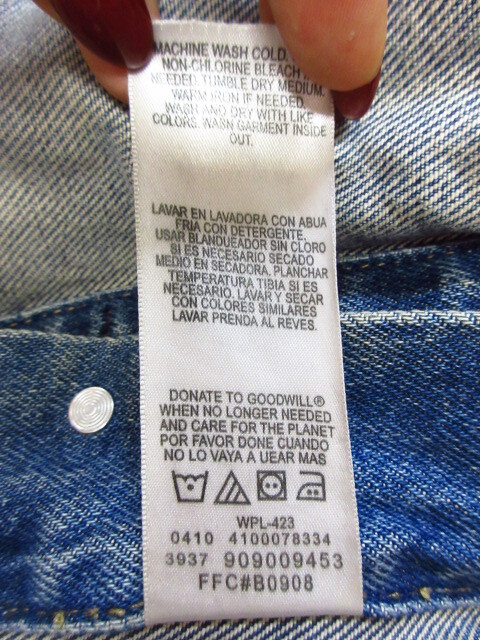 MACHINE WASH COLD.
NON-CHLORINE BLEACH
NEEDED. TUMBLE DRY MEDIUM.
WARM IRON IF NEEDED.
WASH AND DRY WITH LIKE
COLORS. WASN GARMENT INSIDE
OUT.
LAVAR EN LAVADORA CON ABUA
FRIA CON DETERGENTE.
USAR BLANDUEADOR SIN CLORO
SI ES NECESARIO SECADO
MEDIO EN SECADORA. PLANCHAR
TEMPERATURA TIBIA SI ES
NECESARIO. LAVAR Y SECAR
CON COLORES SIMILARES
LAVAR PRENDA AL REVES.
DONATE TO GOODWILL®
WHEN NO LONGER NEEDED
AND CARE FOR THE PLANET
POR FAVOR DONE CUANDO
NO LO VAYA A UEAR MAS
WPL-423
0410 4100078334
3937 909009453
FFC#B0908